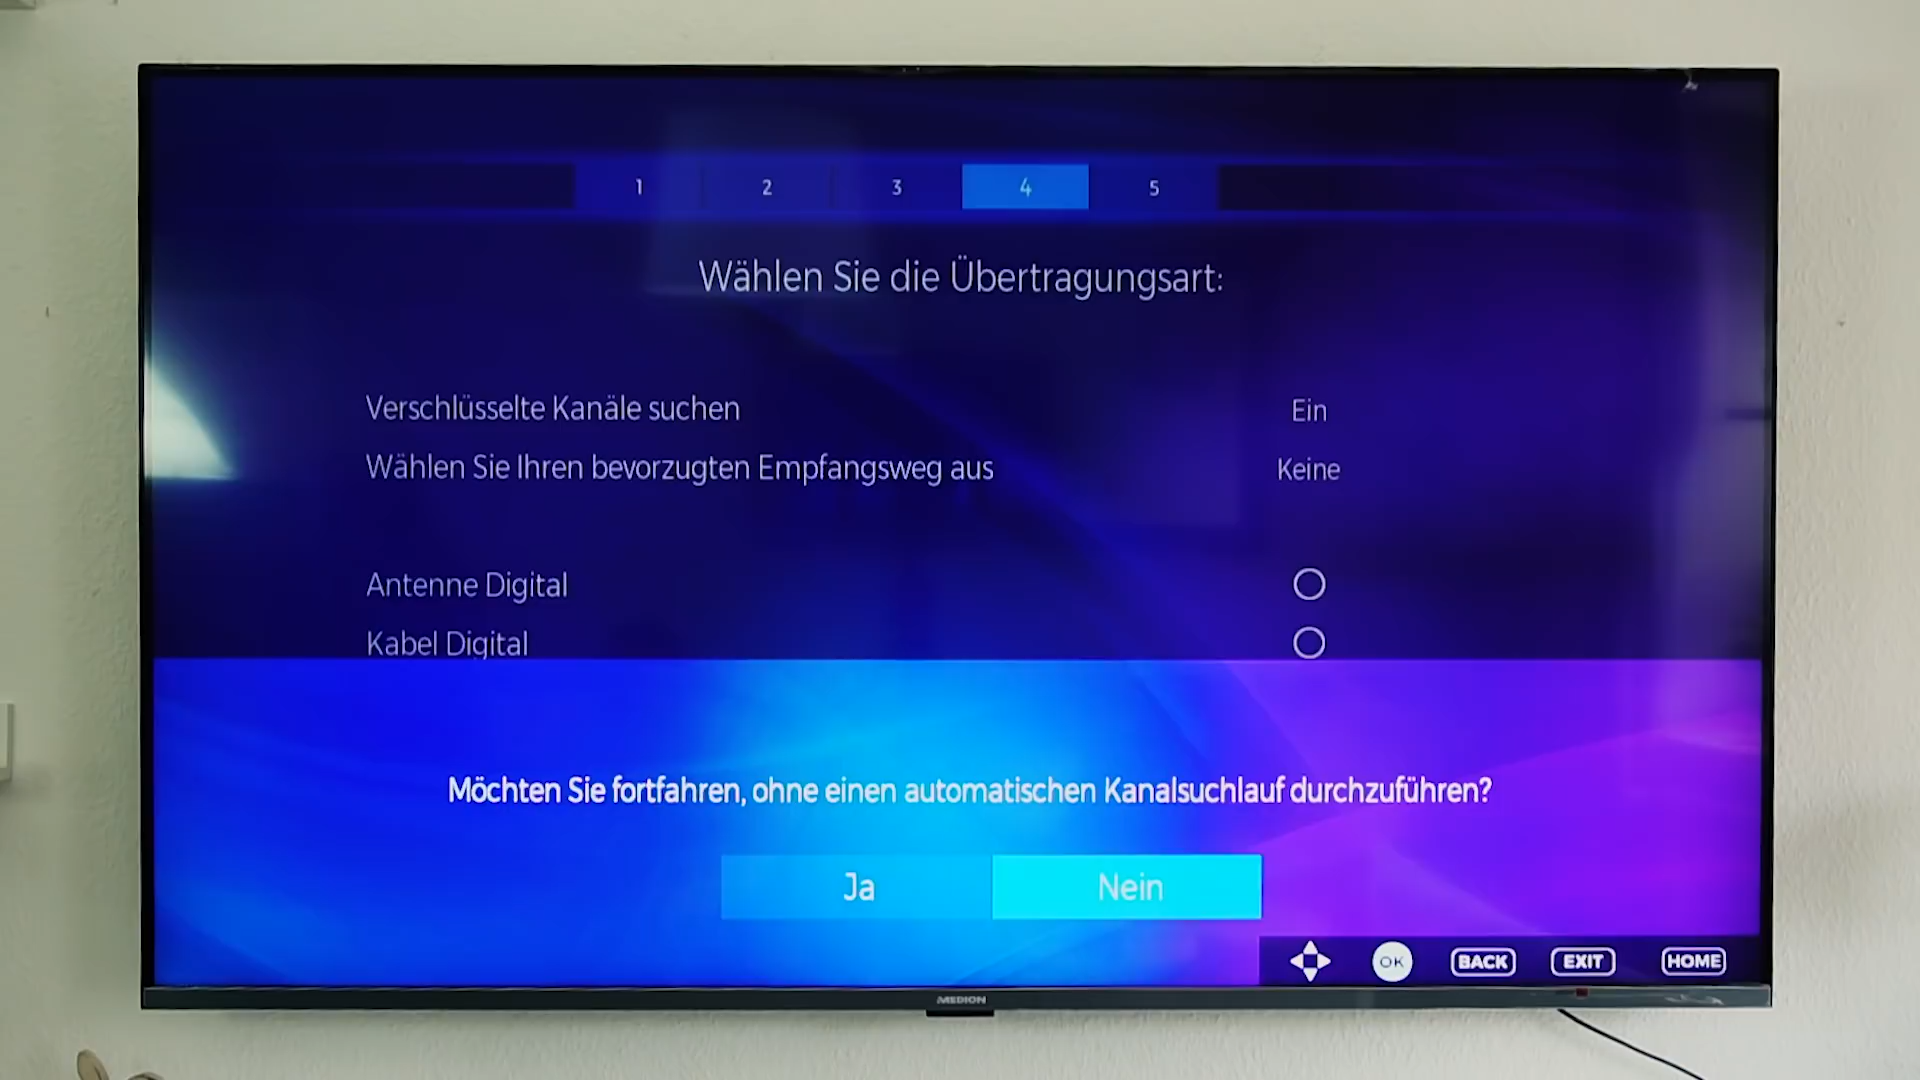 1 2 3 4 5
Wählen Sie die Übertragungsart:
Verschlüsselte Kanäle suchen Ein
Wählen Sie Ihren bevorzugten Empfangsweg aus Keine
Antenne Digital
Kabel Digital
Möchten Sie fortfahren, ohne einen automatischen Kanalsuchlauf durchzuführen?
Ja Nein
OK BACK EXIT HOME
MEDION